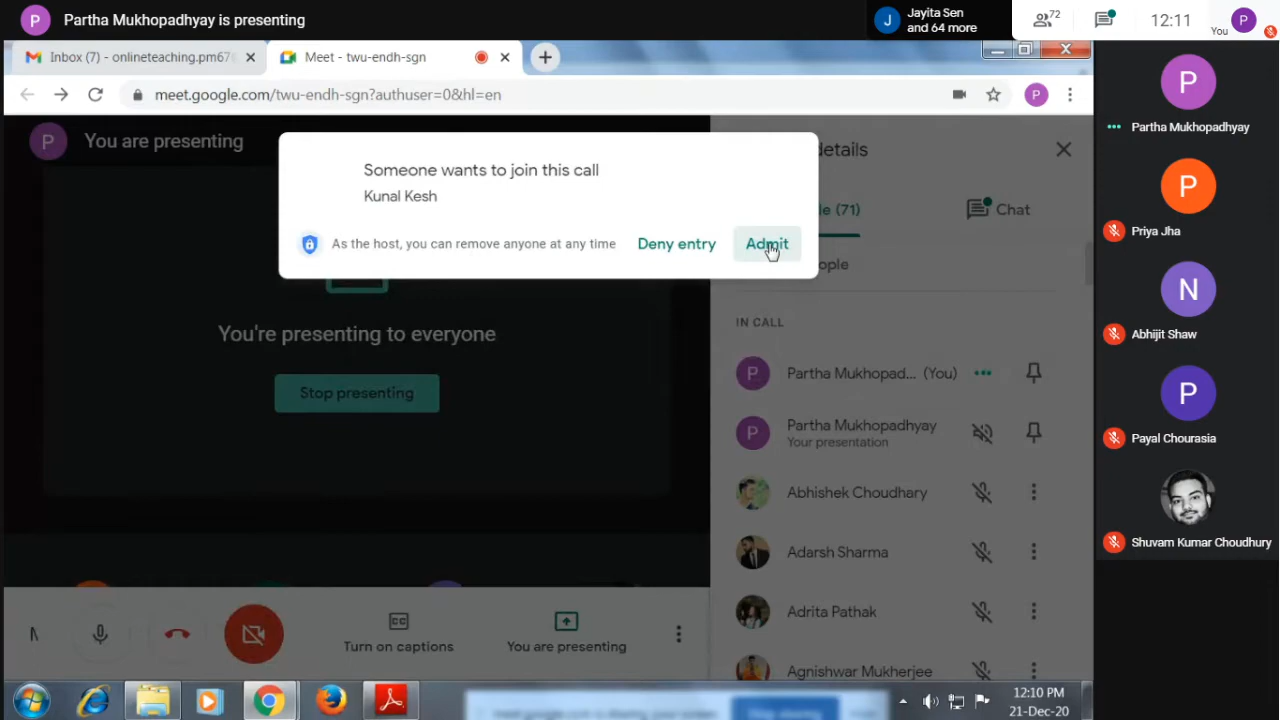 P
Partha Mukhopadhyay is presenting
J
Jayita Sen
and 64 more
72
12:11
You
P
Inbox (7) - onlineteaching.pm67
Meet - twu-endh-sgn
meet.google.com/twu-endh-sgn?authuser=0&hl=en
P
P
You are presenting
Someone wants to join this call
Kunal Kesh
As the host, you can remove anyone at any time
Deny entry
Admit
details
(71)
Chat
You're presenting to everyone
Stop presenting
IN CALL
P
Partha Mukhopad... (You)
P
Partha Mukhopadhyay
Your presentation
Abhishek Choudhary
Adarsh Sharma
Adrita Pathak
Agnishwar Mukherjee
CC
Turn on captions
You are presenting
12:10 PM
21-Dec-20
P
Partha Mukhopadhyay
P
Priya Jha
N
Abhijit Shaw
P
Payal Chourasia
Shuvam Kumar Choudhury